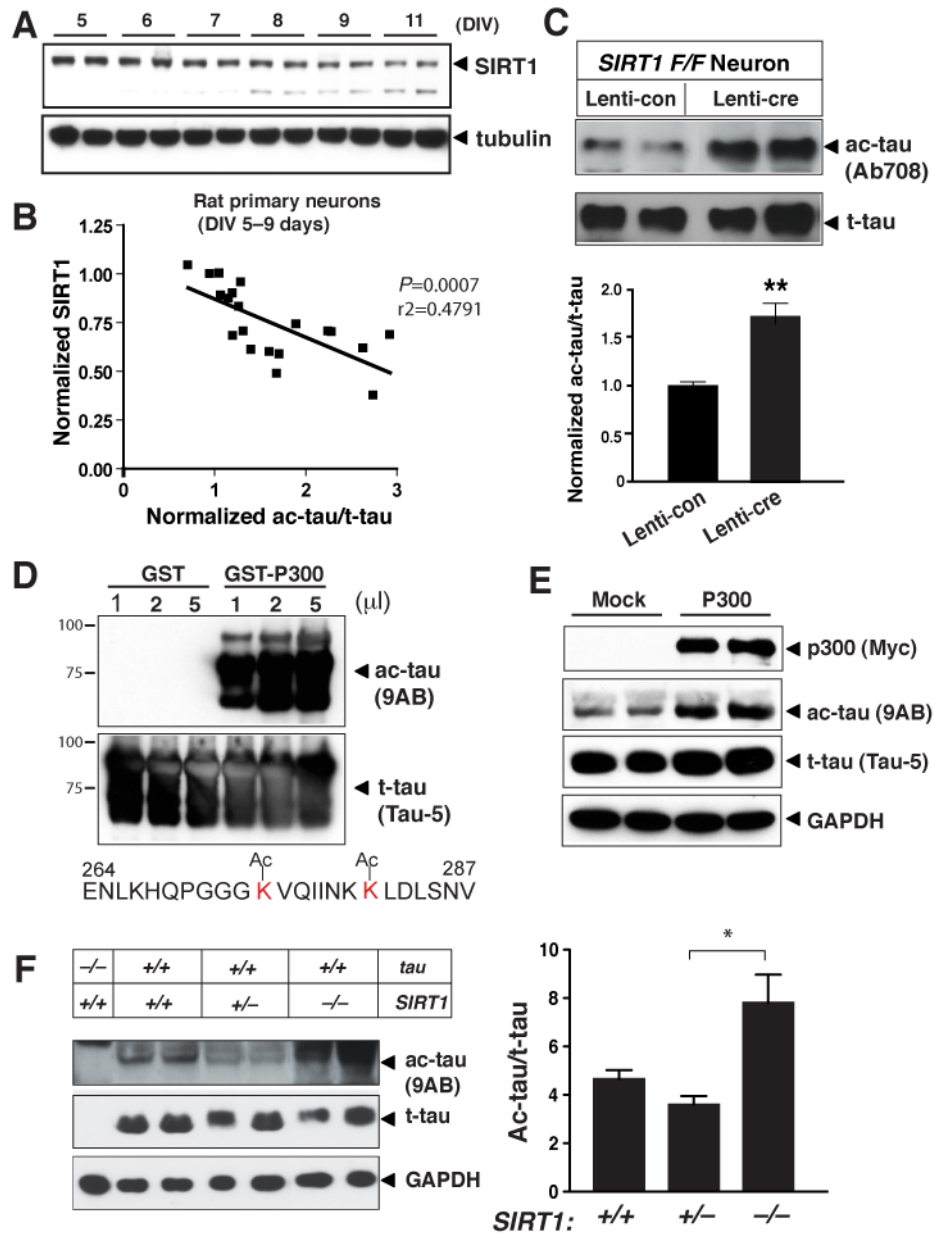 A
5 6 7 8 9 11 (DIV)
SIRT1
tubulin
B
Rat primary neurons
(DIV 5–9 days)
Normalized SIRT1
1.25
1.00
0.75
0.50
0.25
0.00
P=0.0007
r2=0.4791
0 1 2 3
Normalized ac-tau/t-tau
C
SIRT1 F/F Neuron
Lenti-con Lenti-cre
ac-tau
(Ab708)
t-tau
Normalized ac-tau/t-tau
2.0
1.5
1.0
0.5
0
**
Lenti-con Lenti-cre
D
GST GST-P300
1 2 5 1 2 5 (μl)
100
75
ac-tau
(9AB)
100
75
t-tau
(Tau-5)
Ac Ac
264 287
ENLKHQPGGG K VQIINK K LDLSNV
E
Mock P300
p300 (Myc)
ac-tau (9AB)
t-tau (Tau-5)
GAPDH
F
–/– +/+ +/+ +/+ tau
+/+ +/+ +/– –/– SIRT1
ac-tau
(9AB)
t-tau
GAPDH
Ac-tau/t-tau
10
8
6
4
2
0
*
SIRT1: +/+ +/– –/–